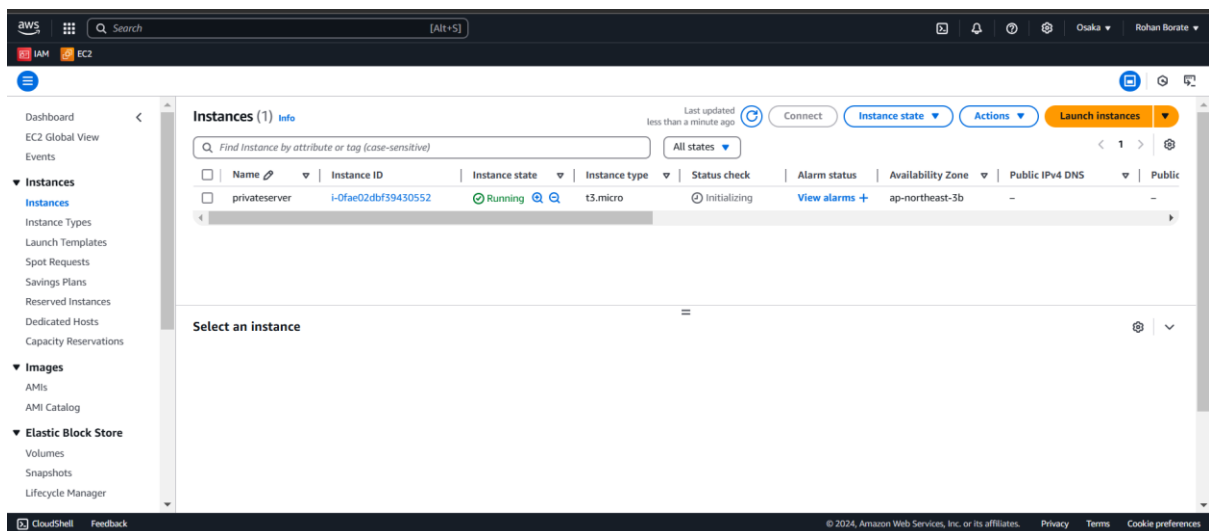 aws
Search [Alt+S]
Osaka
Rohan Borate
IAM
EC2
Dashboard
EC2 Global View
Events
Instances
Instances
Instance Types
Launch Templates
Spot Requests
Savings Plans
Reserved Instances
Dedicated Hosts
Capacity Reservations
Images
AMIs
AMI Catalog
Elastic Block Store
Volumes
Snapshots
Lifecycle Manager
Instances (1) Info
Last updated
less than a minute ago
Connect
Instance state
Actions
Launch instances
Find Instance by attribute or tag (case-sensitive)
All states
1
Name Instance ID Instance state Instance type Status check Alarm status Availability Zone Public IPv4 DNS Public
privateserver i-0fae02dbf39430552 Running t3.micro Initializing View alarms + ap-northeast-3b – –
Select an instance
CloudShell Feedback © 2024, Amazon Web Services, Inc. or its affiliates. Privacy Terms Cookie preferences